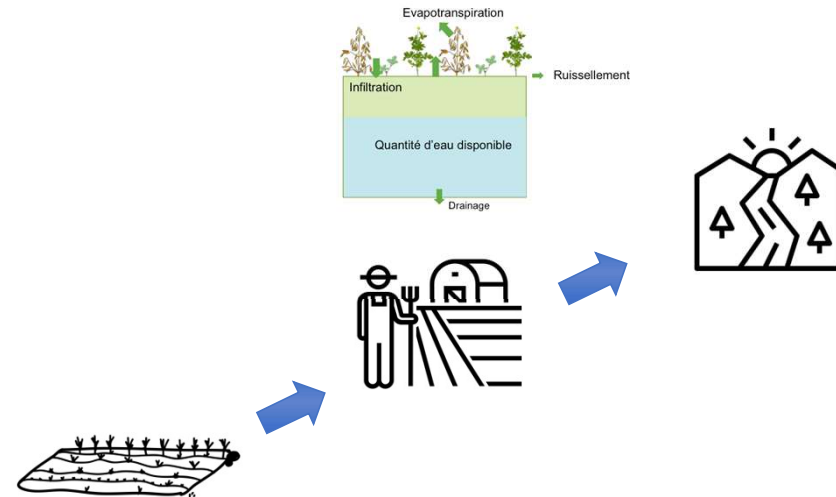 Evapotranspiration
Ruissellement
Infiltration
Quantité d'eau disponible
Drainage